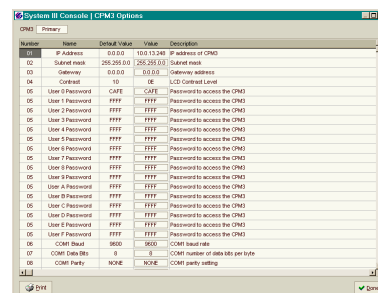 System III Console | CPM3 Options
CPM3 Primary
Number Name Default Value Value Description
01 IP Address 0.0.0.0 10.0.13.248 IP address of CPM3
02 Subnet mask 255.255.0.0 255.255.0.0 Subnet mask
03 Gateway 0.0.0.0 0.0.0.0 Gateway address
04 Contrast 10 0E LCD Contrast Level
05 User 0 Password CAFE CAFE Password to access the CPM3
05 User 1 Password FFFF FFFF Password to access the CPM3
05 User 2 Password FFFF FFFF Password to access the CPM3
05 User 3 Password FFFF FFFF Password to access the CPM3
05 User 4 Password FFFF FFFF Password to access the CPM3
05 User 5 Password FFFF FFFF Password to access the CPM3
05 User 6 Password FFFF FFFF Password to access the CPM3
05 User 7 Password FFFF FFFF Password to access the CPM3
05 User 8 Password FFFF FFFF Password to access the CPM3
05 User 9 Password FFFF FFFF Password to access the CPM3
05 User A Password FFFF FFFF Password to access the CPM3
05 User B Password FFFF FFFF Password to access the CPM3
05 User C Password FFFF FFFF Password to access the CPM3
05 User D Password FFFF FFFF Password to access the CPM3
05 User E Password FFFF FFFF Password to access the CPM3
05 User F Password FFFF FFFF Password to access the CPM3
06 COM1 Baud 9600 9600 COM1 baud rate
07 COM1 Data Bits 8 8 COM1 number of data bits per byte
08 COM1 Parity NONE NONE COM1 parity setting
Print Done